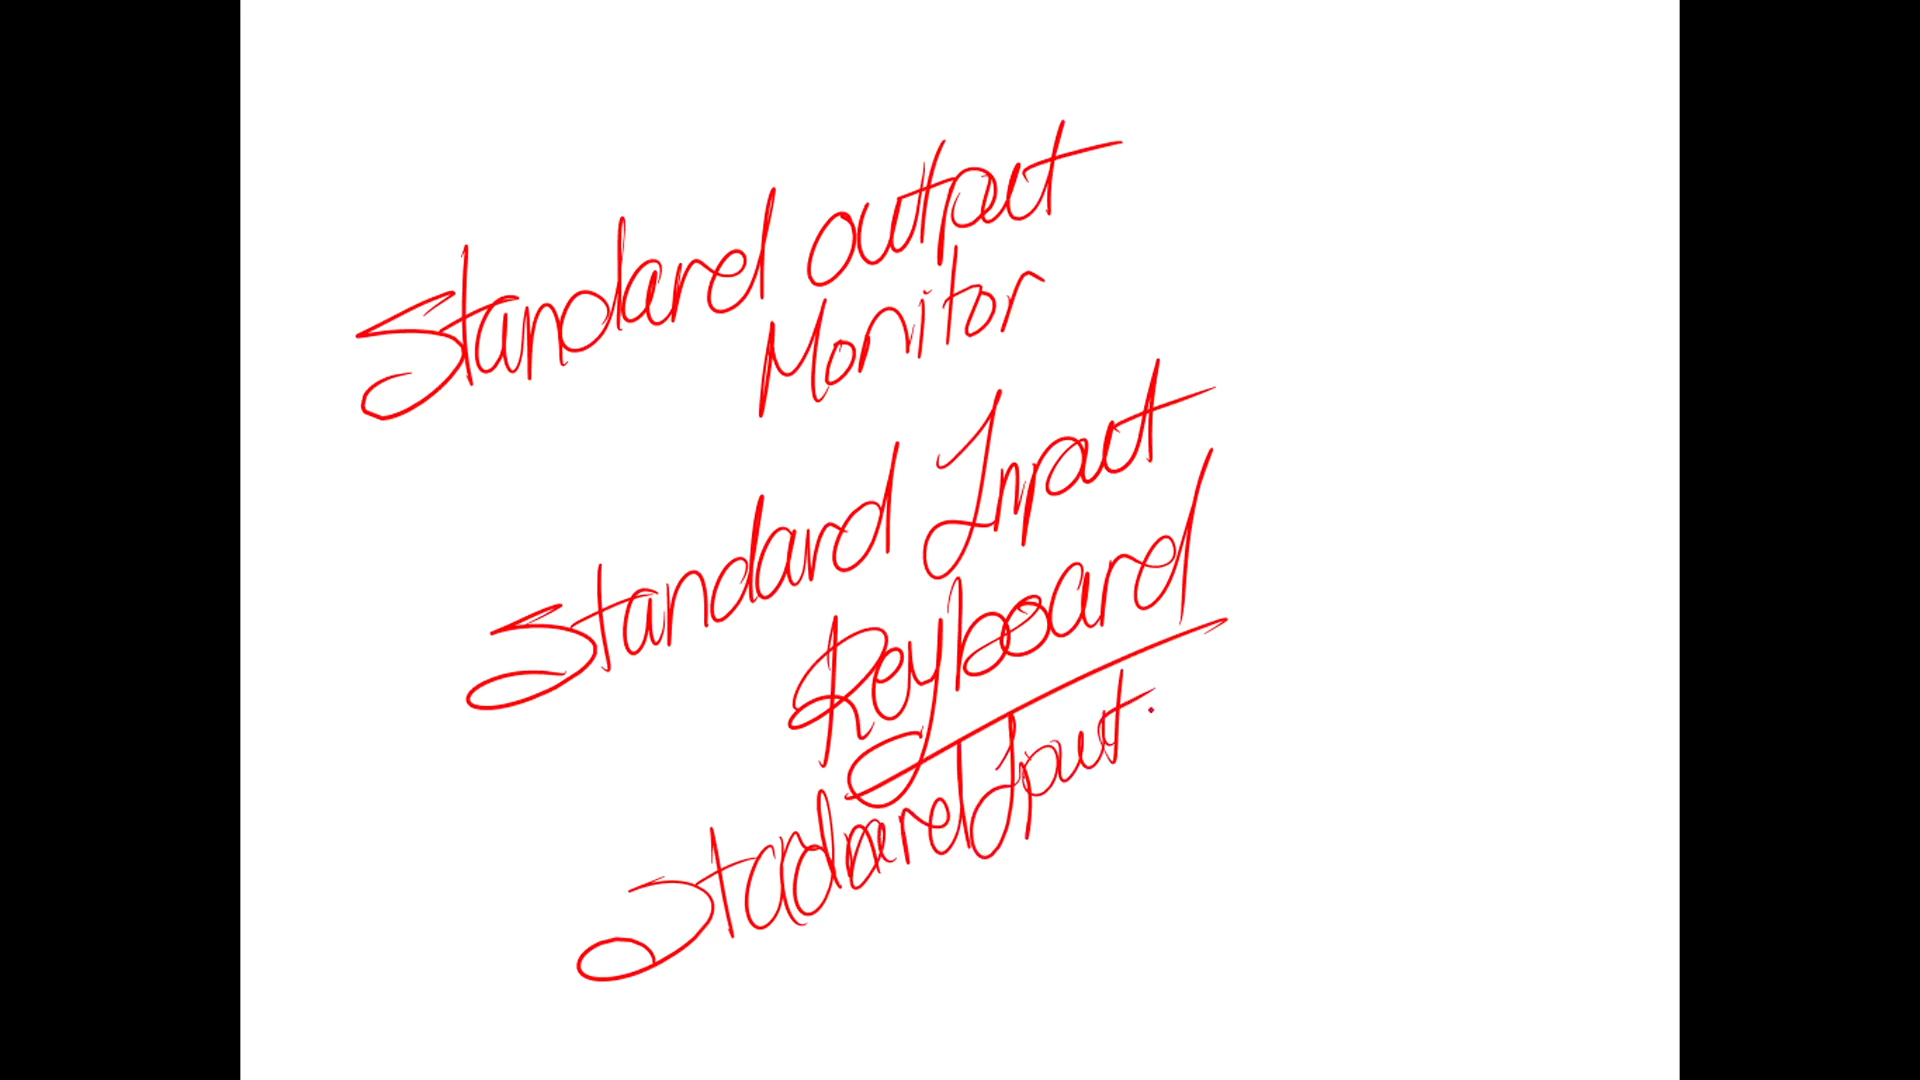 Standard output
Monitor
Standard Input
Keyboard
Standard Input.